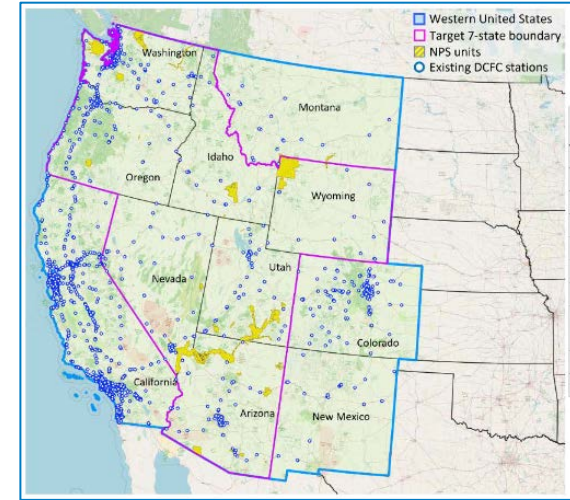 Western United States
Target 7-state boundary
NPS units
Existing DCFC stations
Washington
Montana
Idaho
Oregon
Wyoming
Nevada
Utah
Colorado
California
Arizona
New Mexico